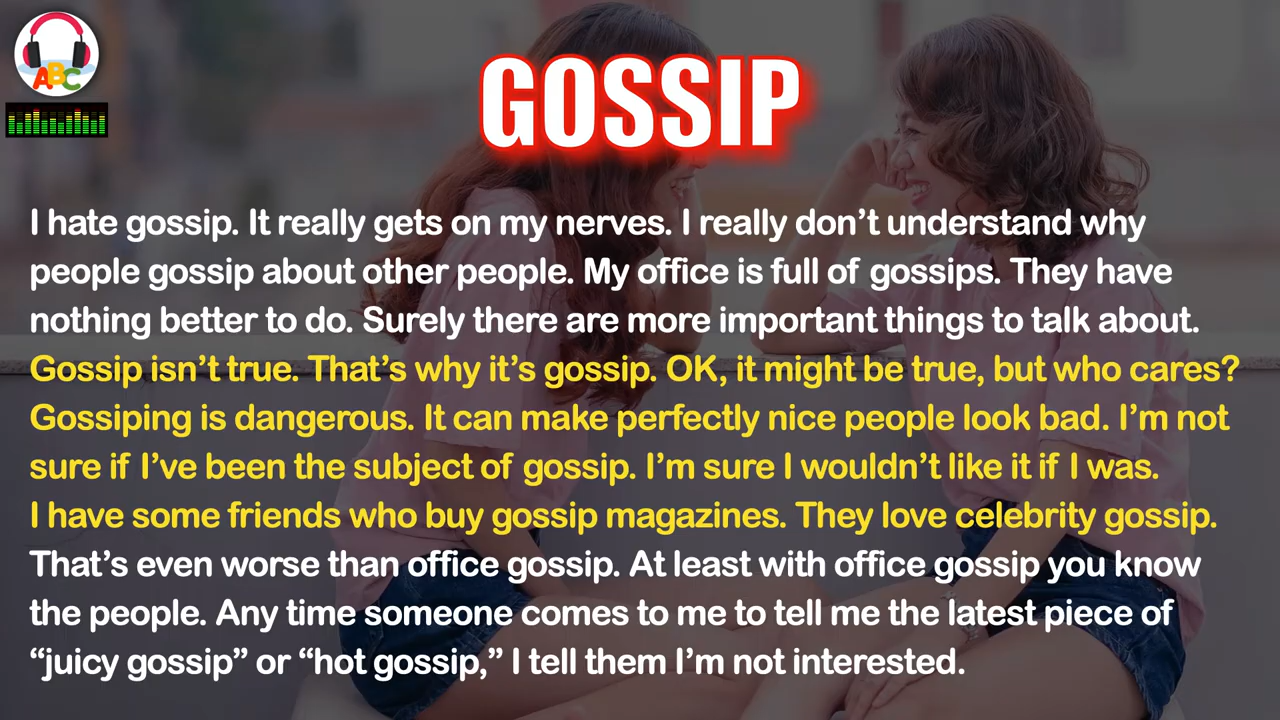 ABC
GOSSIP
I hate gossip. It really gets on my nerves. I really don’t understand why
people gossip about other people. My office is full of gossips. They have
nothing better to do. Surely there are more important things to talk about.
Gossip isn’t true. That’s why it’s gossip. OK, it might be true, but who cares?
Gossiping is dangerous. It can make perfectly nice people look bad. I’m not
sure if I’ve been the subject of gossip. I’m sure I wouldn’t like it if I was.
I have some friends who buy gossip magazines. They love celebrity gossip.
That’s even worse than office gossip. At least with office gossip you know
the people. Any time someone comes to me to tell me the latest piece of
“juicy gossip” or “hot gossip,” I tell them I’m not interested.